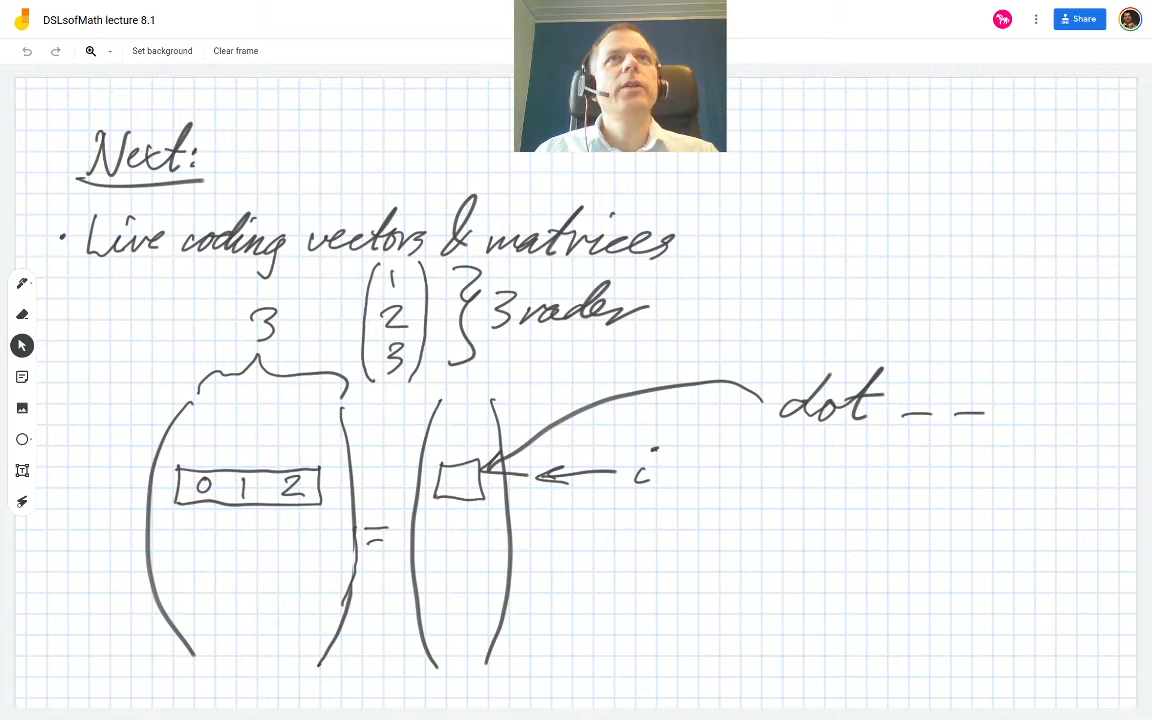 DSLsofMath lecture 8.1
Share
Set background
Clear frame
Next:
· Live coding vectors & matrices
1
2
3
3 rader
3
dot _ _
0 1 2
=
i